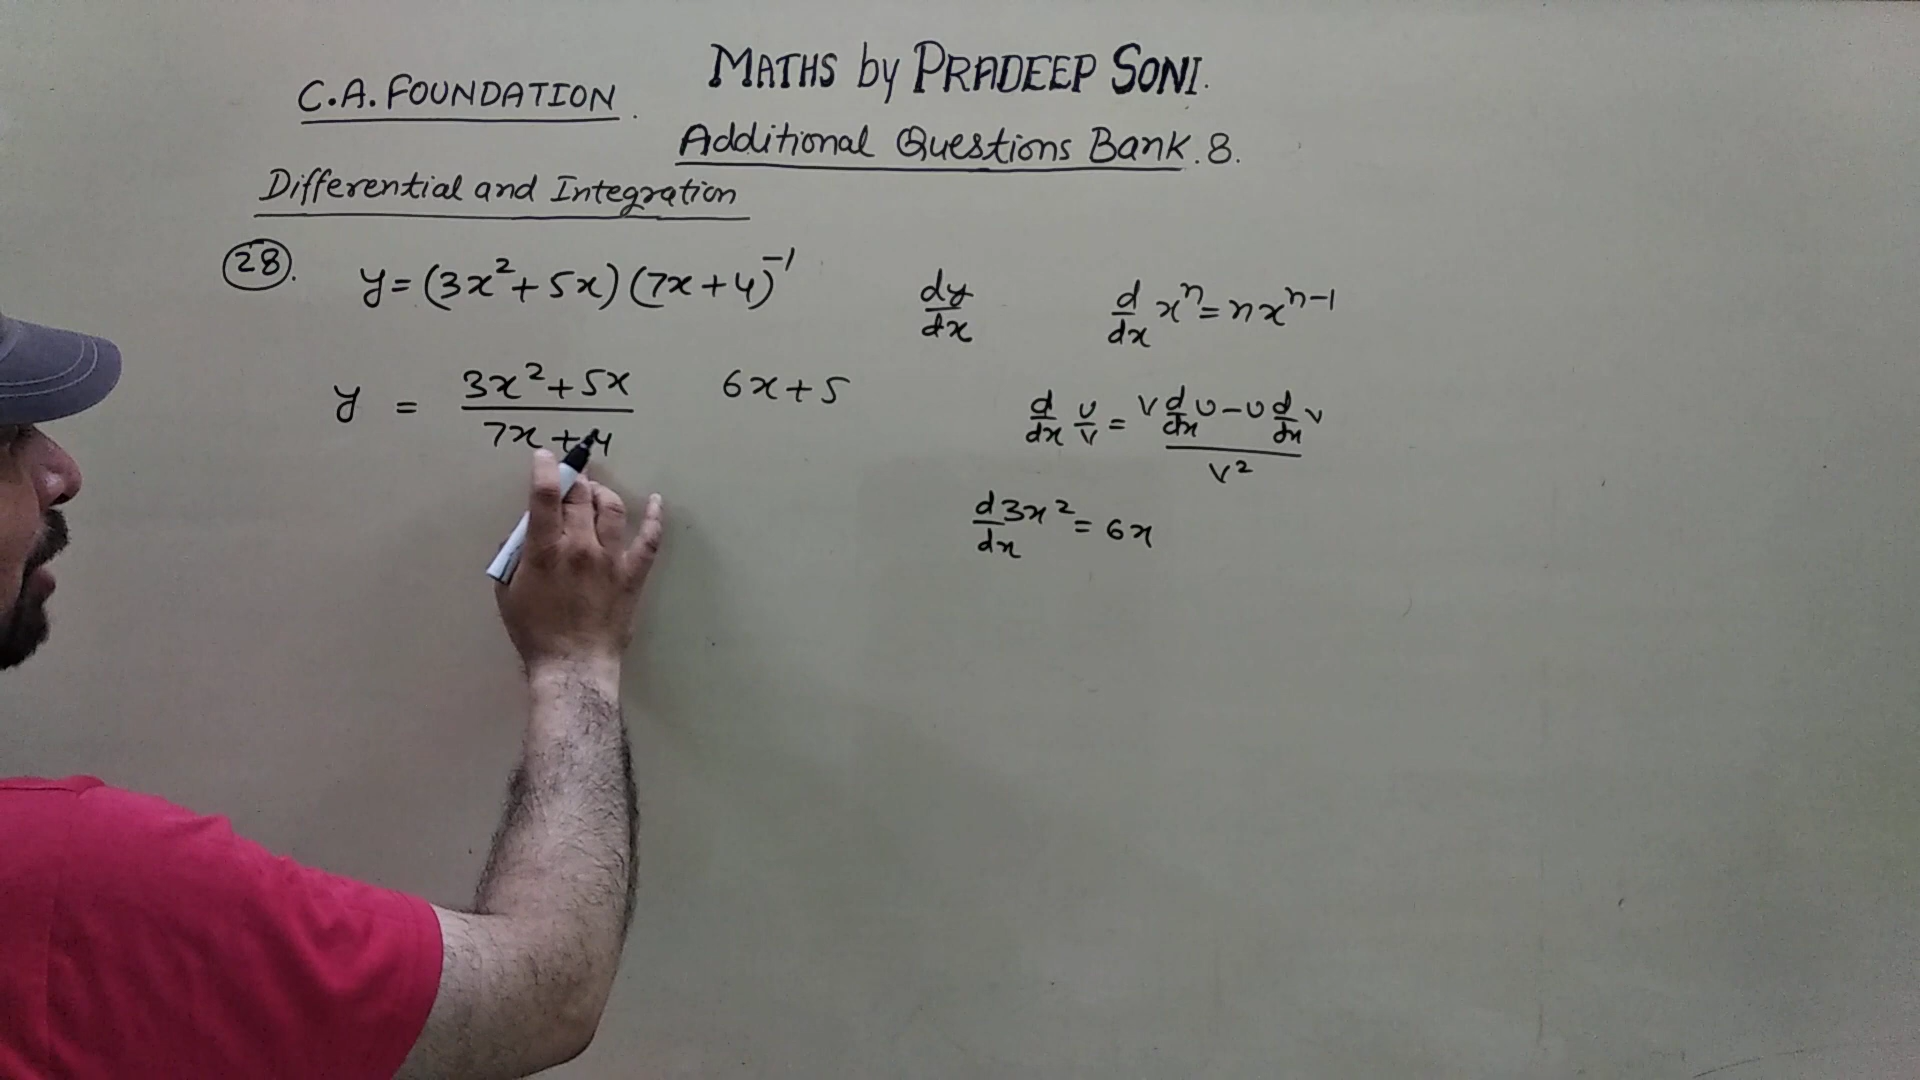 MATHS by PRADEEP SONI.
C.A. FOUNDATION.
Additional Questions Bank. 8.
Differential and Integration
(28). y = (3x² + 5x) (7x + 4)⁻¹
dy/dx
d/dx xⁿ = nxⁿ⁻¹
y = (3x² + 5x)/(7x + 4)
6x + 5
d/dx u/v = (v d/dx u - u d/dx v)/v²
d/dx 3x² = 6x